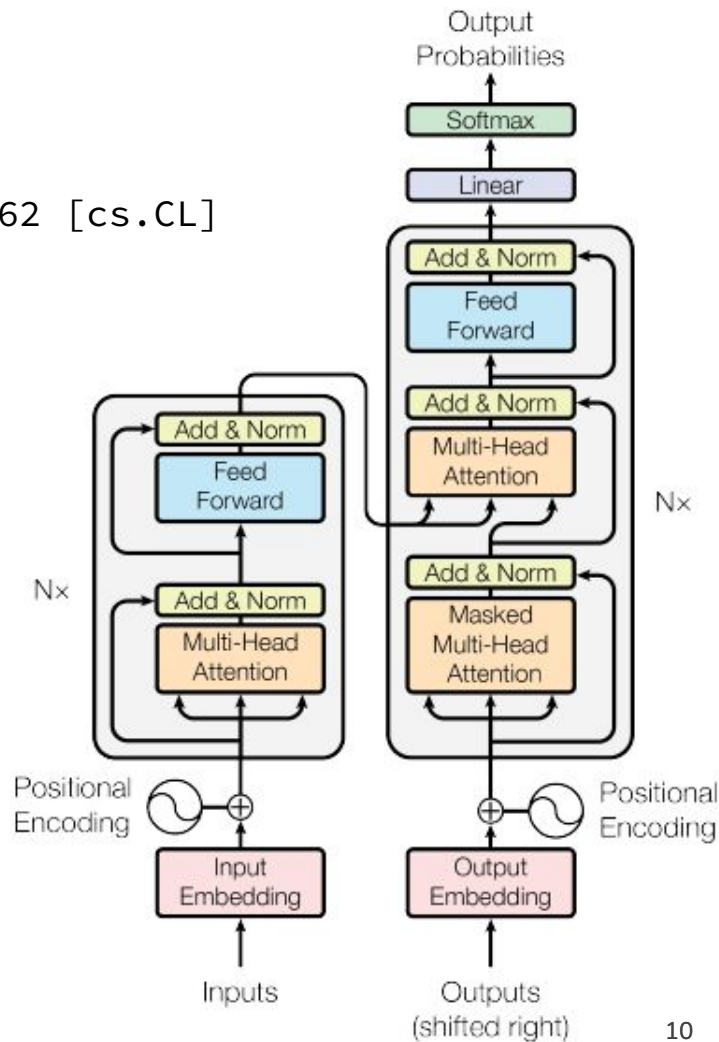 Output
Probabilities
Softmax
62 [cs.CL]
Linear
Add & Norm
Feed
Forward
Add & Norm
Multi-Head
Attention
Nx
Add & Norm
Masked
Multi-Head
Attention
Add & Norm
Feed
Forward
Nx
Add & Norm
Multi-Head
Attention
Positional
Encoding
Positional
Encoding
Input
Embedding
Output
Embedding
Inputs
Outputs
(shifted right)
10